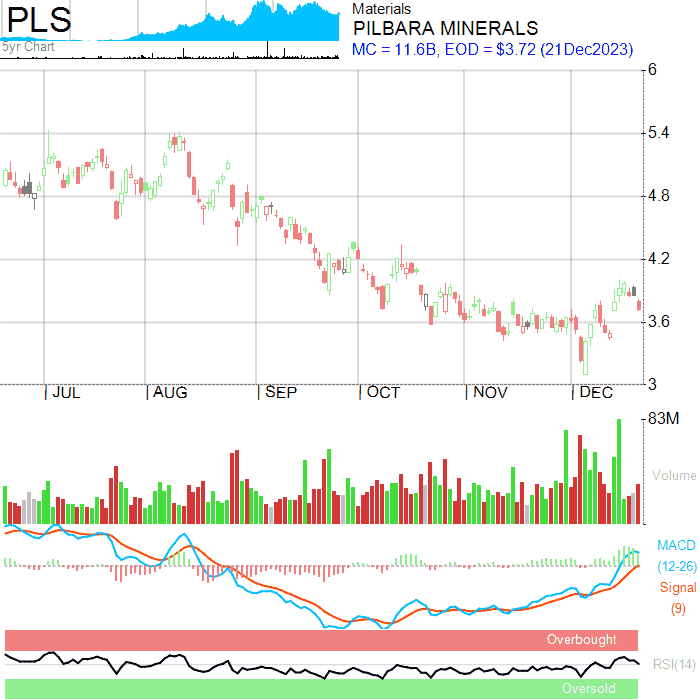 PLS
5yr Chart
Materials
PILBARA MINERALS
MC = 11.6B, EOD = $3.72 (21Dec2023)
6
5.4
4.8
4.2
3.6
3
JUL AUG SEP OCT NOV DEC
83M
Volume
MACD
(12-26)
Signal
(9)
Overbought
RSI(14)
Oversold